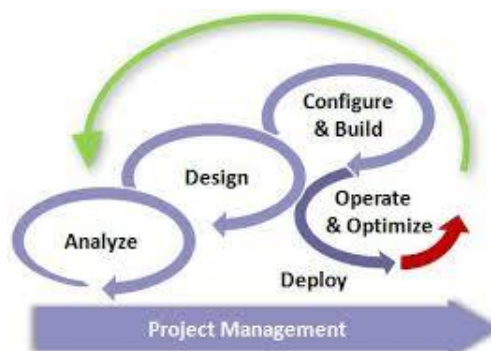 Configure
& Build
Design
Operate
& Optimize
Analyze
Deploy
Project Management